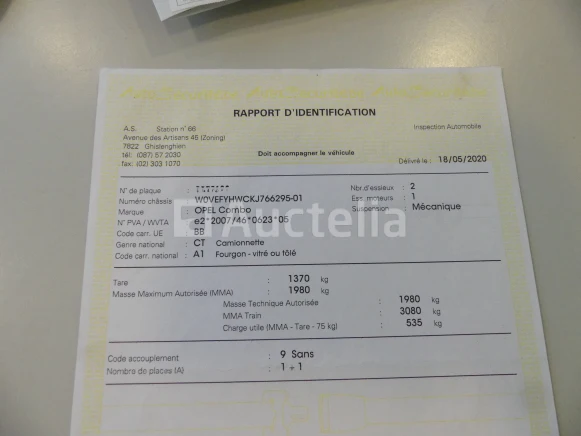 RAPPORT D'IDENTIFICATION
A.S. Station n° 66
Avenue des Artisans 45 (Zoning)
7822 Ghislenghien
tél: (087) 57 2030
fax: (02) 303 1070
Inspection Automobile
Doit accompagner le véhicule
Délivré le : 18/05/2020
N° de plaque :
Numéro châssis : W0VEFYHWCKJ766295-01
Marque : OPEL Combo
PV / WVTA : e2*2007/46*0623*05
Code carr. UE : BB
Genre national : CT Camionnette
Code carr. national : A1 Fourgon - vitré ou tôlé
Nbr d'essieux : 2
Ess. moteurs : 1
Suspension : Mécanique
Auctelia
Tare : 1370 kg
Masse Maximum Autorisée (MMA) : 1980 kg
Masse Technique Autorisée : 1980 kg
MMA Train : 3080 kg
Charge utile (MMA - Tare - 75 kg) : 535 kg
Code accouplement : 9 Sans
Nombre de places (A) : 1 + 1